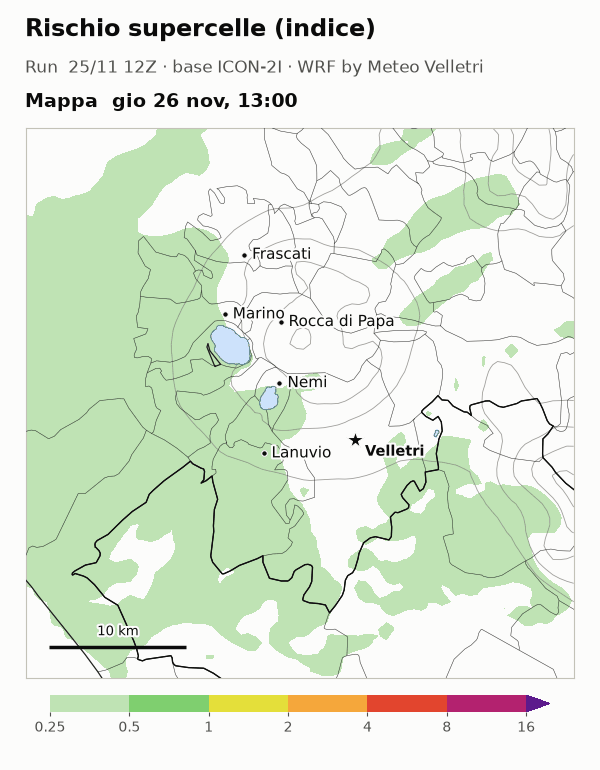 Rischio supercelle (indice)
Run  25/11 12Z · base ICON-2I · WRF by Meteo Velletri
Mappa  gio 26 nov, 13:00
Frascati
Marino
Rocca di Papa
Nemi
Velletri
Lanuvio
10 km
0.25 0.5 1 2 4 8 16